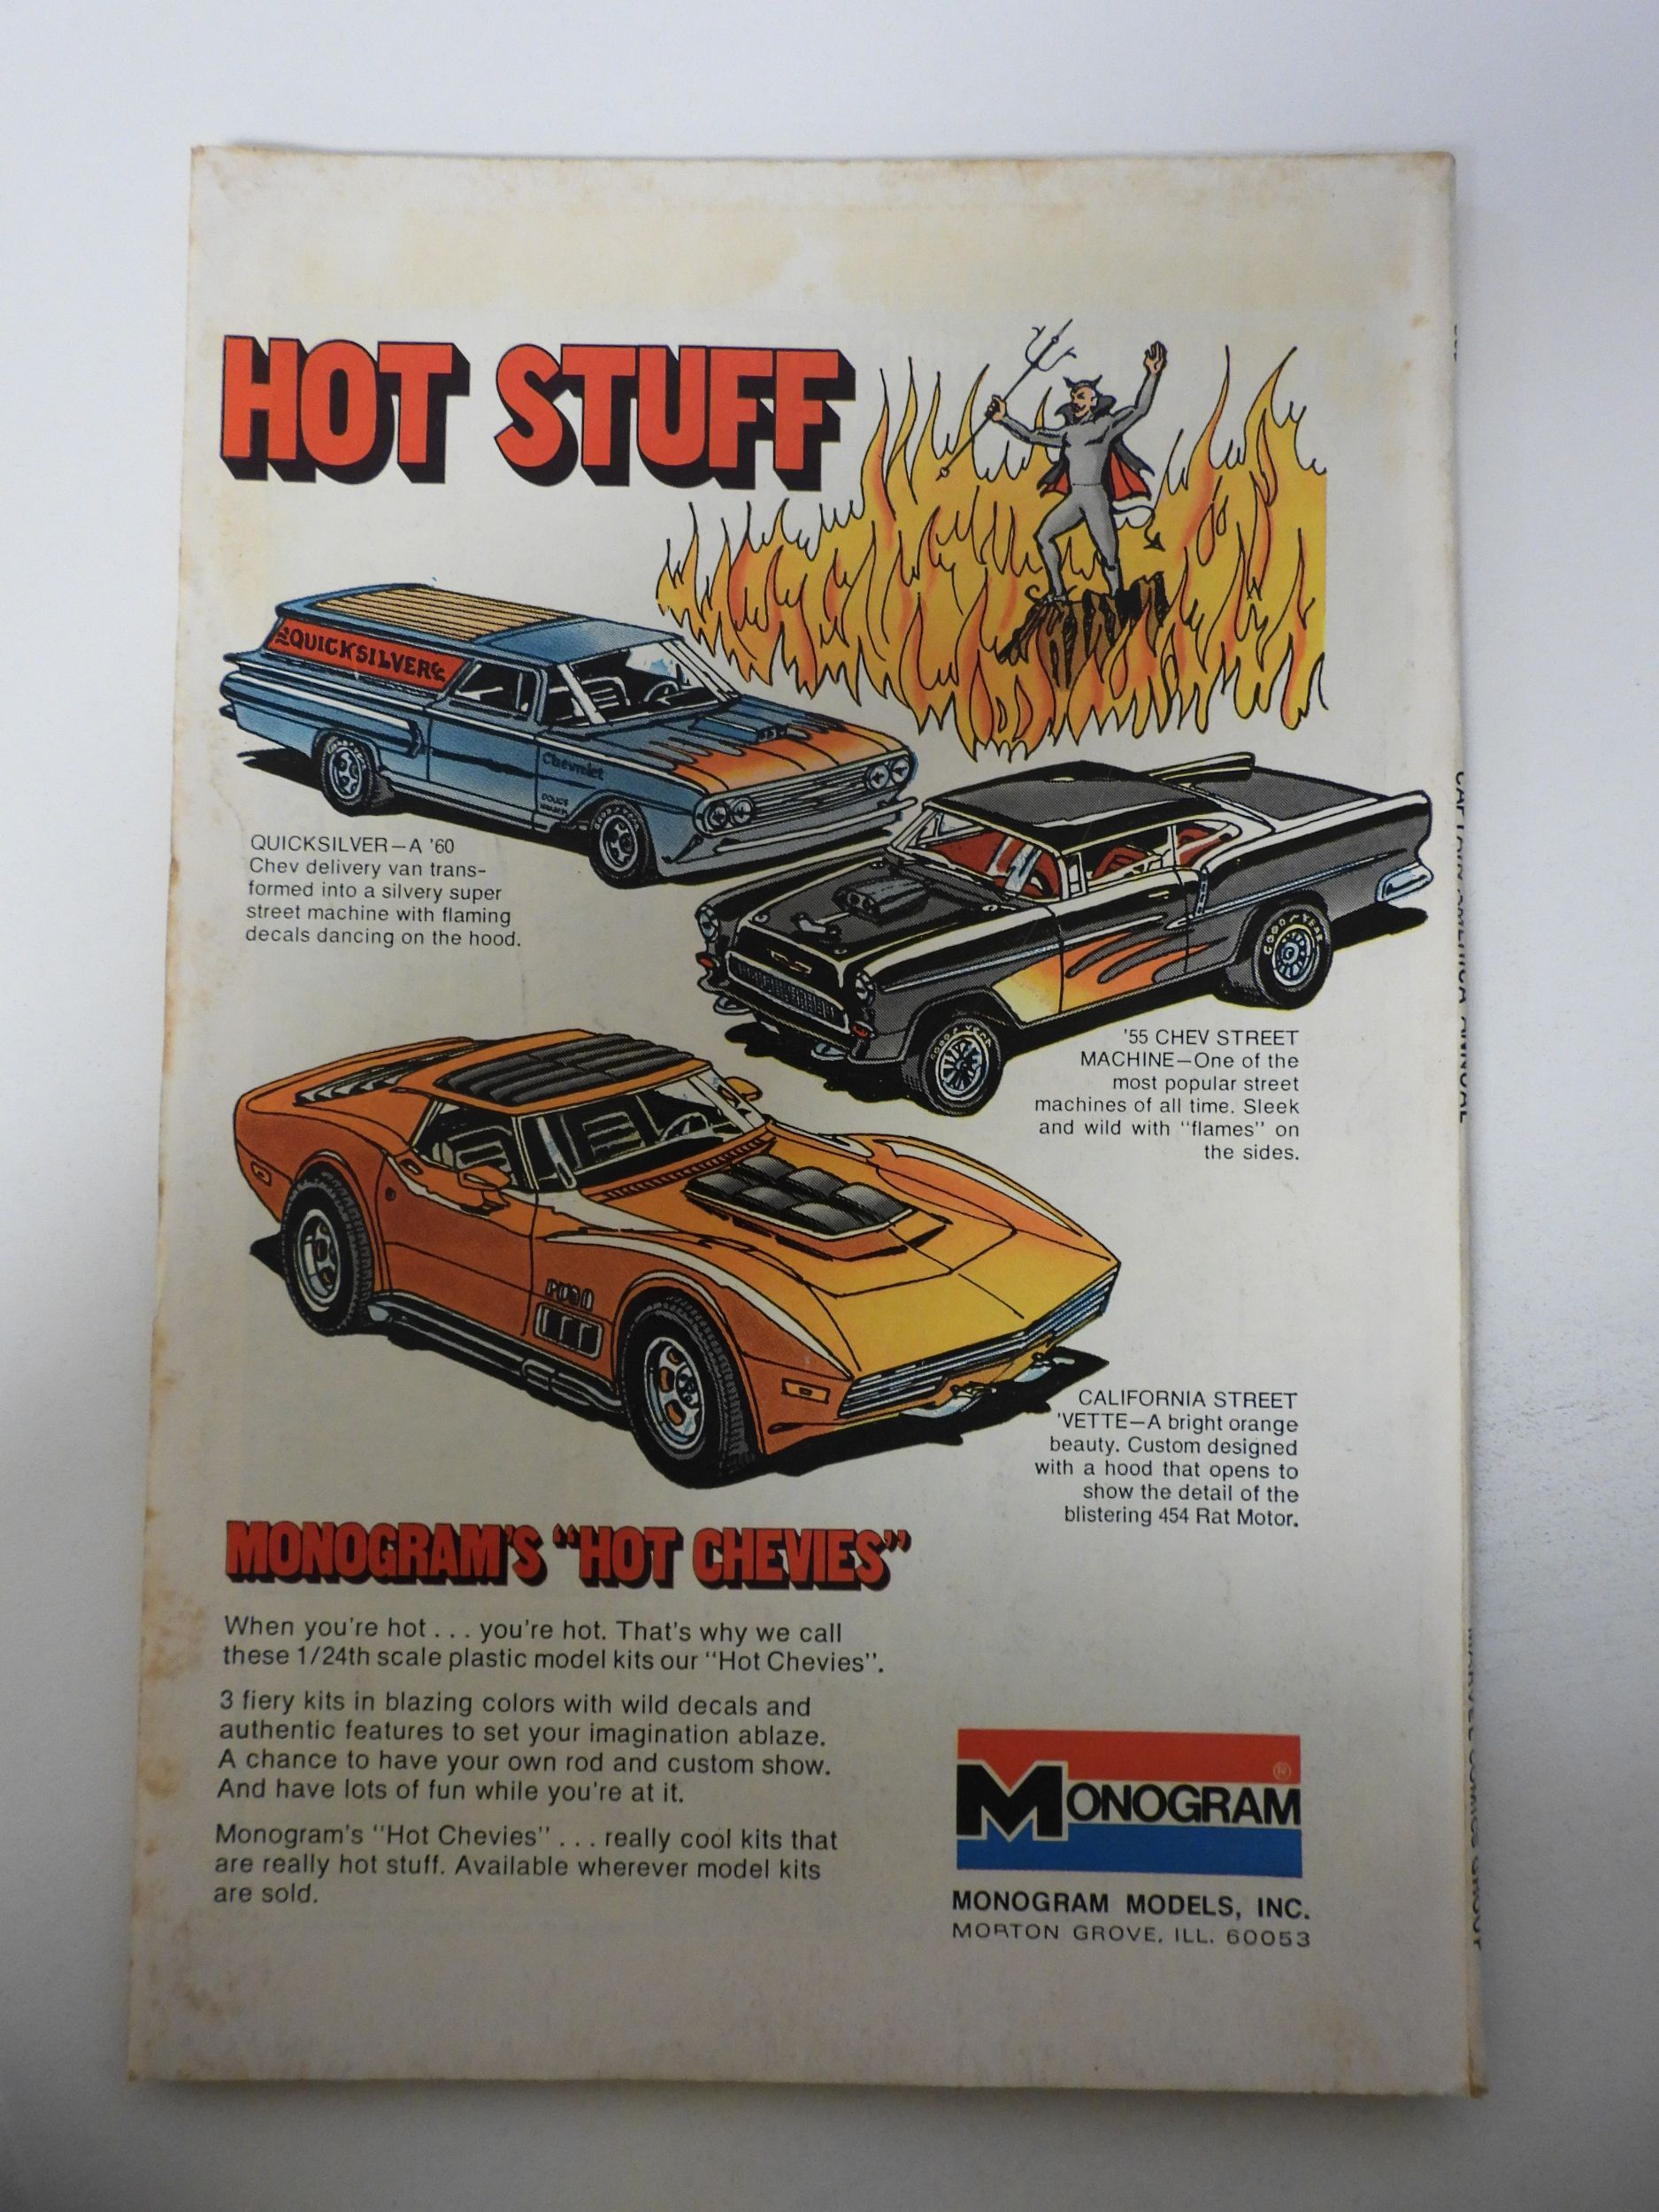 HOT STUFF
QUICKSILVER
Chevrolet
QUICKSILVER—A '60
Chev delivery van trans-
formed into a silvery super
street machine with flaming
decals dancing on the hood.
GOODYEAR
GOODYEAR
'55 CHEV STREET
MACHINE—One of the
most popular street
machines of all time. Sleek
and wild with "flames" on
the sides.
CALIFORNIA STREET
'VETTE—A bright orange
beauty. Custom designed
with a hood that opens to
show the detail of the
blistering 454 Rat Motor.
MONOGRAM'S "HOT CHEVIES"
When you're hot . . . you're hot. That's why we call
these 1/24th scale plastic model kits our "Hot Chevies".
3 fiery kits in blazing colors with wild decals and
authentic features to set your imagination ablaze.
A chance to have your own rod and custom show.
And have lots of fun while you're at it.
Monogram's "Hot Chevies" . . . really cool kits that
are really hot stuff. Available wherever model kits
are sold.
MONOGRAM®
MONOGRAM MODELS, INC.
MORTON GROVE, ILL. 60053
CAPTAIN AMERICA ANNUAL
MARVEL COMICS GROUP